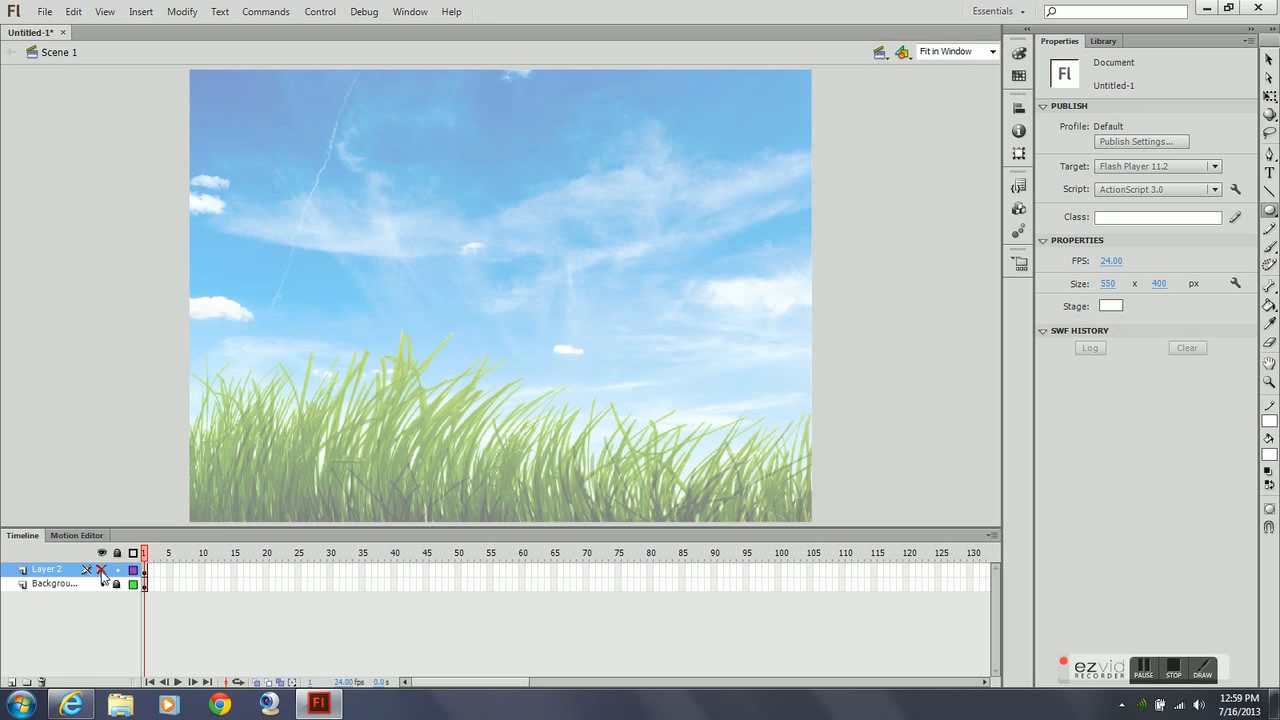 Fl File Edit View Insert Modify Text Commands Control Debug Window Help Essentials
Untitled-1* ×
Scene 1 Fit in Window
Properties Library
Fl Document
Untitled-1
PUBLISH
Profile: Default
Publish Settings...
Target: Flash Player 11.2
Script: ActionScript 3.0
Class:
PROPERTIES
FPS: 24.00
Size: 550 x 400 px
Stage:
SWF HISTORY
Log Clear
Timeline Motion Editor
1 5 10 15 20 25 30 35 40 45 50 55 60 65 70 75 80 85 90 95 100 105 110 115 120 125 130
Layer 2
Backgrou...
1 24.00 fps 0.0 s
ezvid
RECORDER
PAUSE STOP DRAW
Fl
12:59 PM
7/16/2013